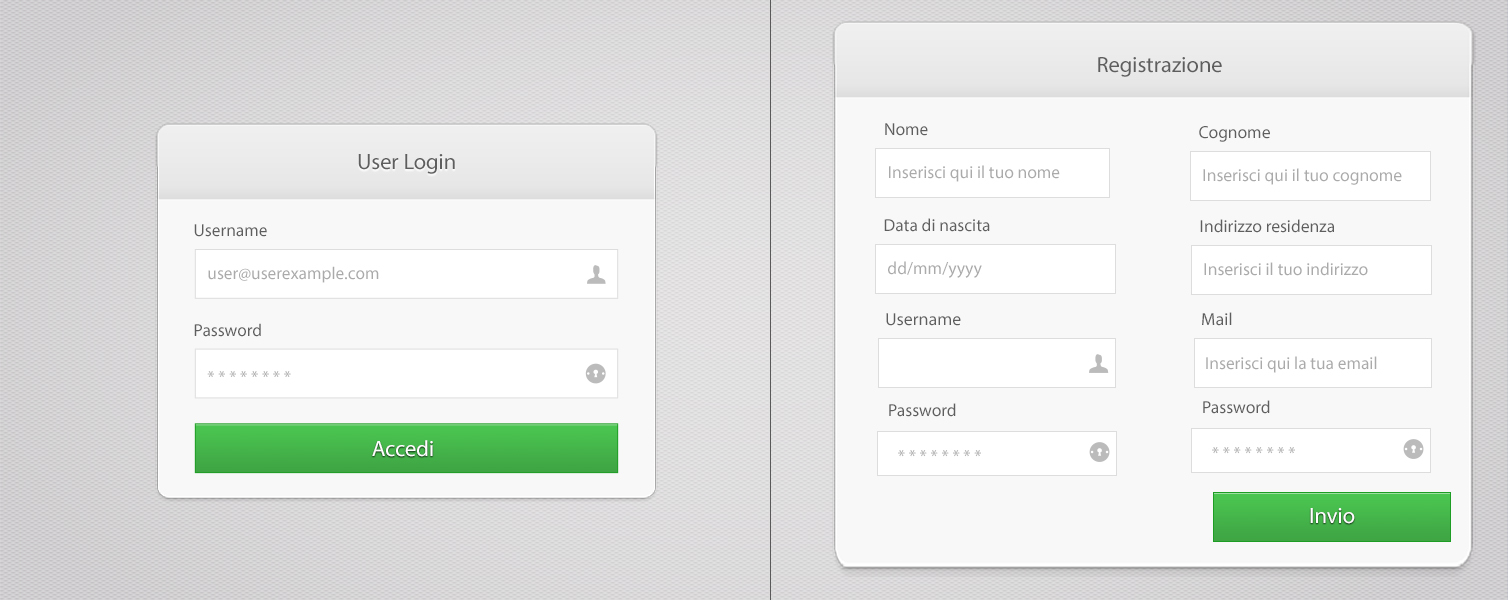 User Login
Username
user@userexample.com
Password
********
Accedi
Registrazione
Nome
Cognome
Inserisci qui il tuo nome
Inserisci qui il tuo cognome
Data di nascita
Indirizzo residenza
dd/mm/yyyy
Inserisci il tuo indirizzo
Username
Mail
Inserisci qui la tua email
Password
Password
********
********
Invio